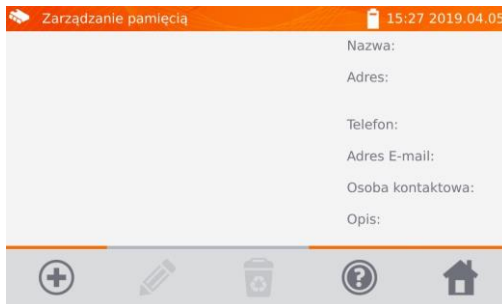 Zarządzanie pamięcią 15:27 2019.04.05
Nazwa:
Adres:
Telefon:
Adres E-mail:
Osoba kontaktowa:
Opis: